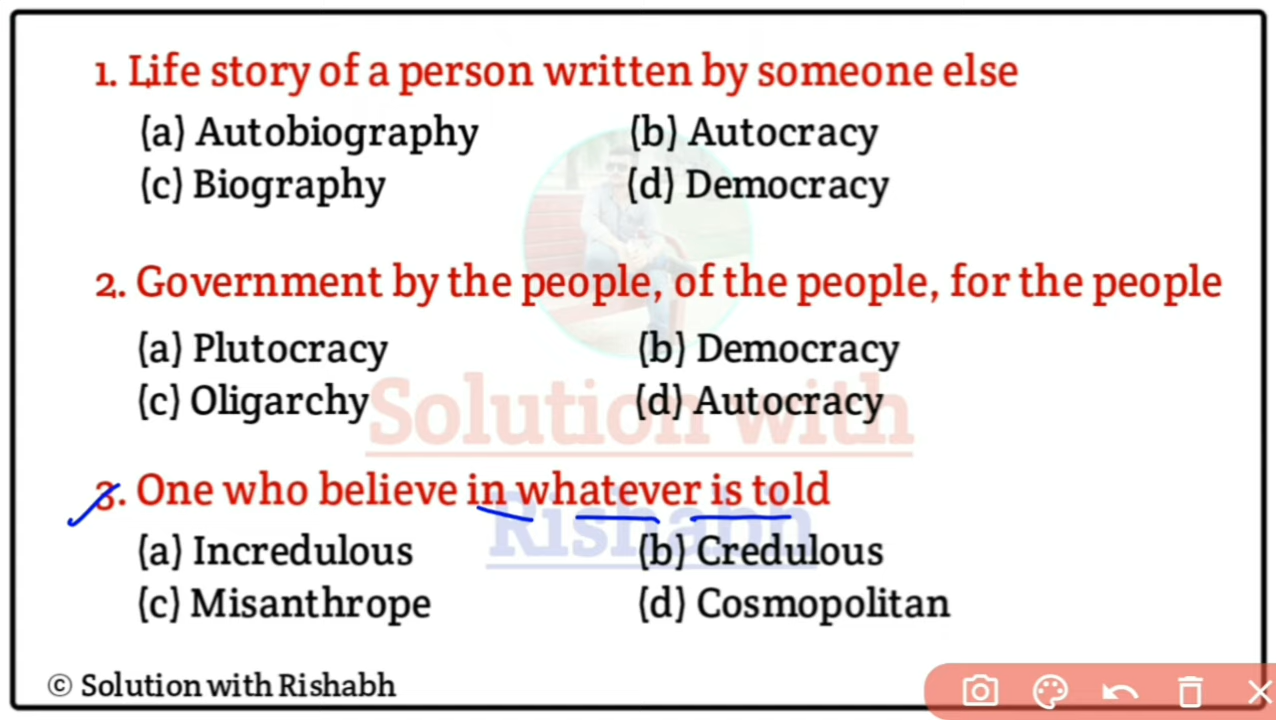 1. Life story of a person written by someone else
(a) Autobiography (b) Autocracy
(c) Biography (d) Democracy
2. Government by the people, of the people, for the people
(a) Plutocracy (b) Democracy
(c) Oligarchy (d) Autocracy
Solution with
3. One who believe in whatever is told
Rishabh
(a) Incredulous (b) Credulous
(c) Misanthrope (d) Cosmopolitan
© Solution with Rishabh